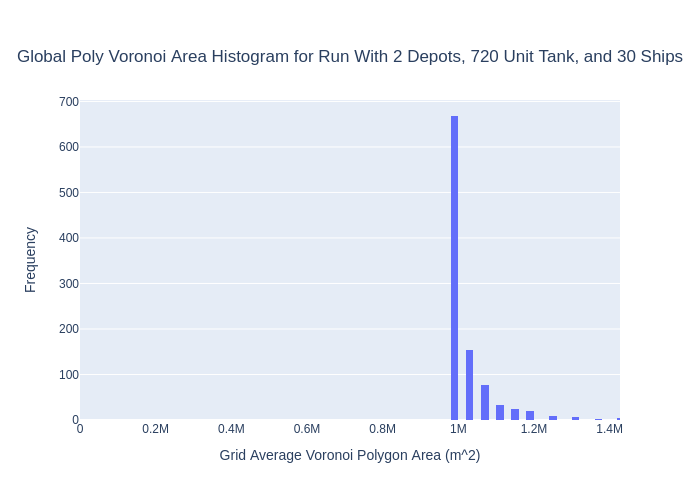 Global Poly Voronoi Area Histogram for Run With 2 Depots, 720 Unit Tank, and 30 Ships
700
600
500
400
300
200
100
0
Frequency
0 0.2M 0.4M 0.6M 0.8M 1M 1.2M 1.4M
Grid Average Voronoi Polygon Area (m^2)